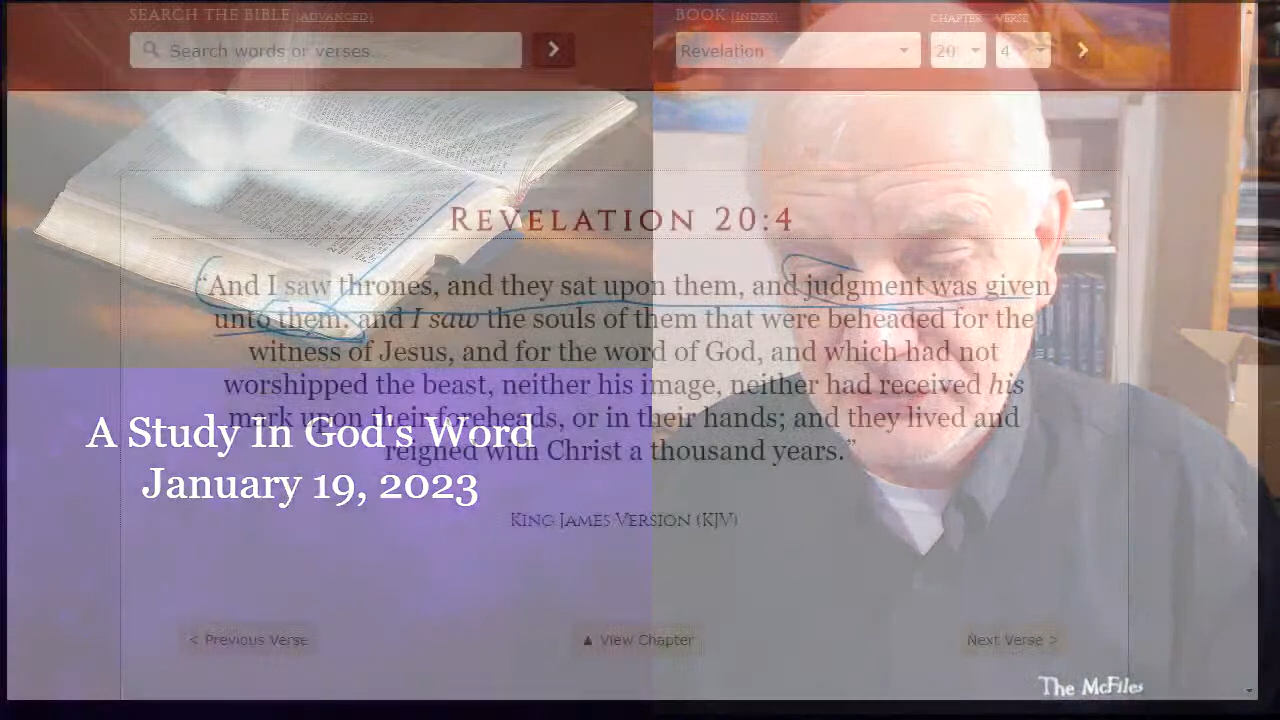 SEARCH THE BIBLE (ADVANCED)
BOOK (INDEX)
CHAPTER VERSE
Search words or verses...
Revelation
20
4
REVELATION 20:4
“And I saw thrones, and they sat upon them, and judgment was given
unto them: and I saw the souls of them that were beheaded for the
witness of Jesus, and for the word of God, and which had not
worshipped the beast, neither his image, neither had received his
mark upon their foreheads, or in their hands; and they lived and
reigned with Christ a thousand years.”
A Study In God's Word
January 19, 2023
KING JAMES VERSION (KJV)
< Previous Verse
▲ View Chapter
Next Verse >
The McFiles